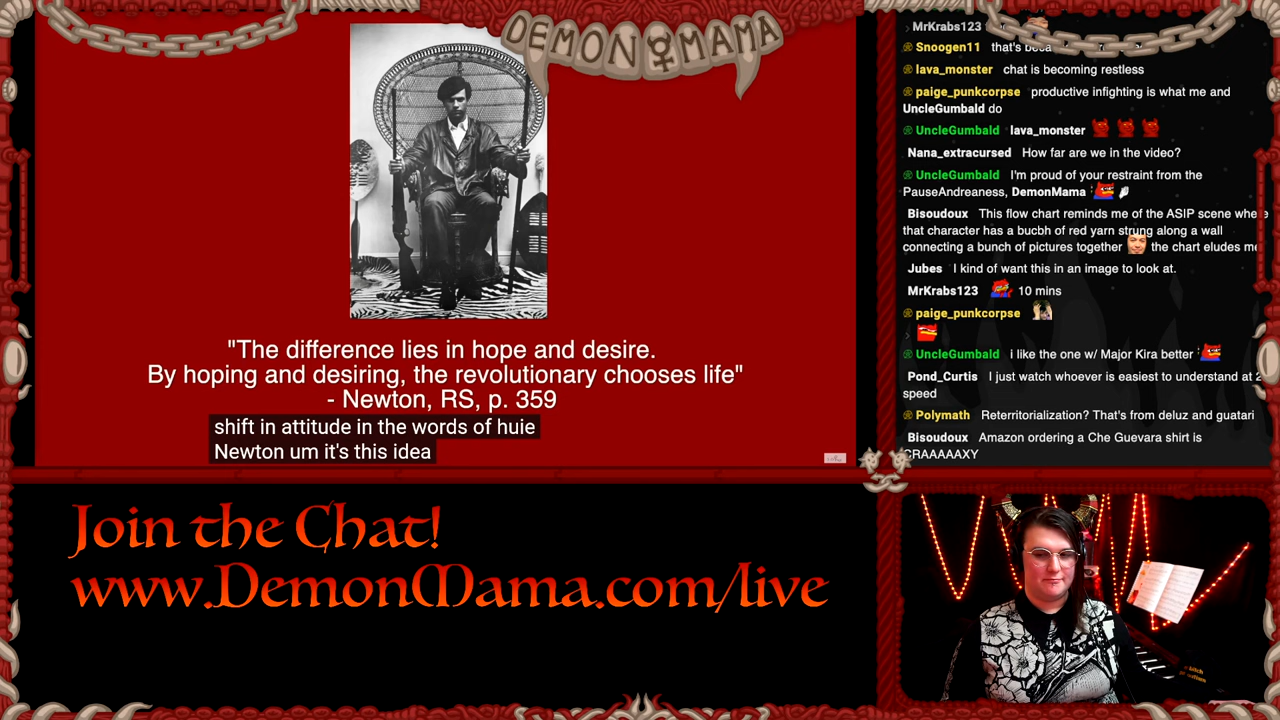 DEMON MAMA
"The difference lies in hope and desire.
By hoping and desiring, the revolutionary chooses life"
- Newton, RS, p. 359
shift in attitude in the words of huie
Newton um it's this idea
MrKrabs123
Snoogen11 that's
lava_monster chat is becoming restless
paige_punkcorpse productive infighting is what me and
UncleGumbald do
UncleGumbald lava_monster
Nana_extracursed How far are we in the video?
UncleGumbald I'm proud of your restraint from the
PauseAndreaness, DemonMama
Bisoudoux This flow chart reminds me of the ASIP scene where
that character has a bucbh of red yarn strung along a wall
connecting a bunch of pictures together the chart eludes me
Jubes I kind of want this in an image to look at.
MrKrabs123 10 mins
paige_punkcorpse
UncleGumbald i like the one w/ Major Kira better
Pond_Curtis I just watch whoever is easiest to understand at 2
speed
Polymath Reterritorialization? That's from deluz and guatari
Bisoudoux Amazon ordering a Che Guevara shirt is
CRAAAAAXY
Join the Chat!
www.DemonMama.com/live